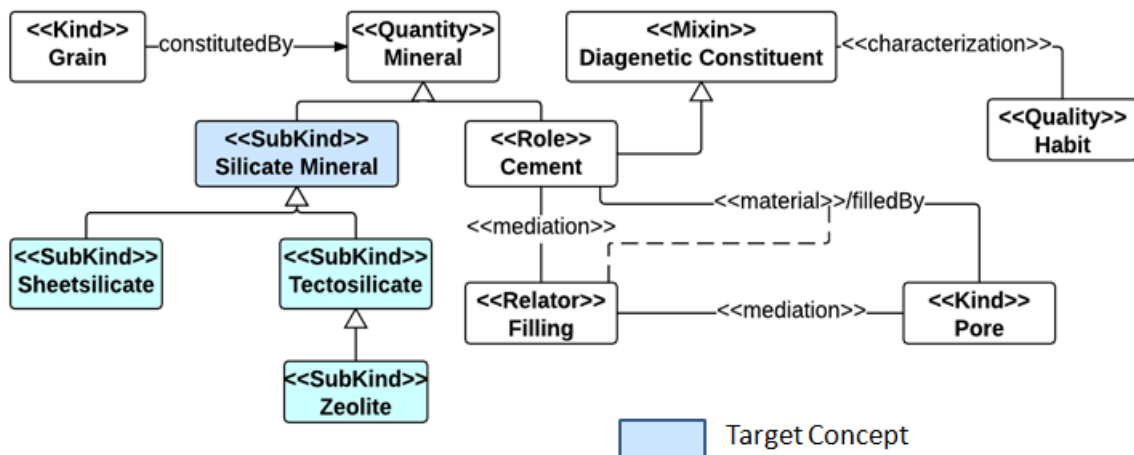 <<Kind>>
Grain
constitutedBy
<<Quantity>>
Mineral
<<Mixin>>
Diagenetic Constituent
<<characterization>>
<<Quality>>
Habit
<<SubKind>>
Silicate Mineral
<<Role>>
Cement
<<mediation>>
<<material>>/filledBy
<<SubKind>>
Sheetsilicate
<<SubKind>>
Tectosilicate
<<Relator>>
Filling
<<mediation>>
<<Kind>>
Pore
<<SubKind>>
Zeolite
Target Concept